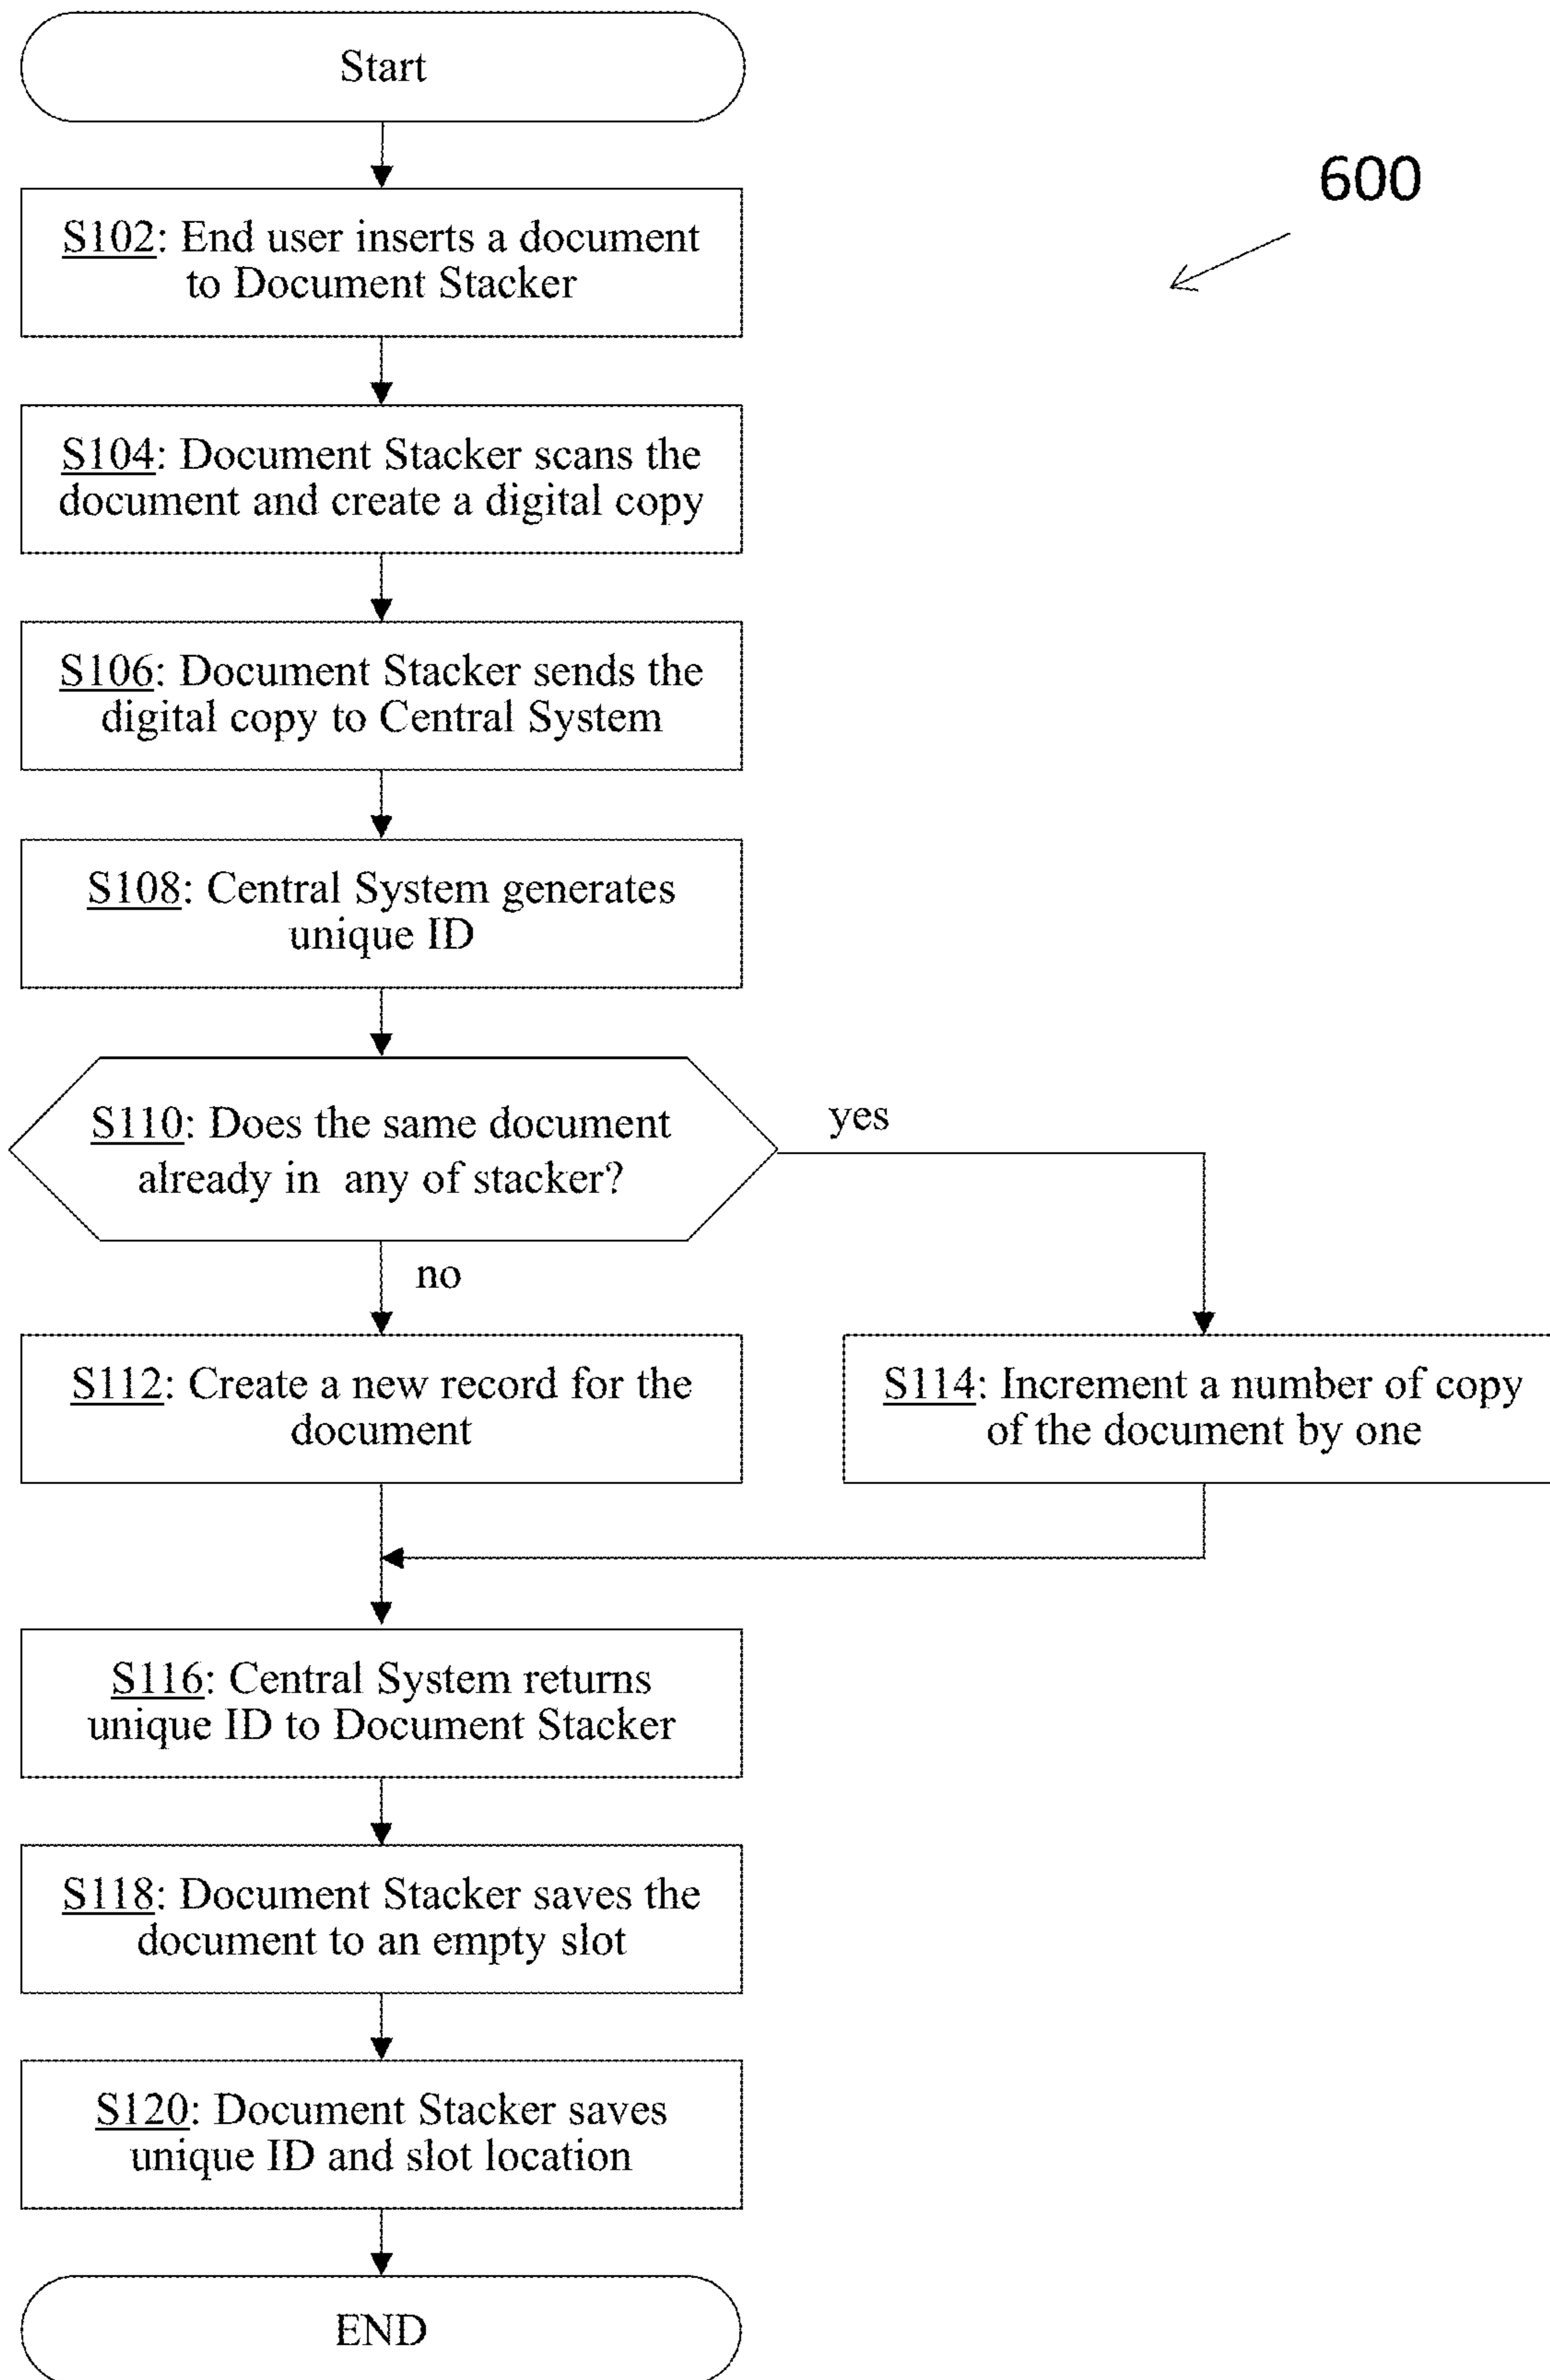 Start
600
S102: End user inserts a document
to Document Stacker
S104: Document Stacker scans the
document and create a digital copy
S106: Document Stacker sends the
digital copy to Central System
S108: Central System generates
unique ID
S110: Does the same document
already in any of stacker?
yes
no
S112: Create a new record for the
document
S114: Increment a number of copy
of the document by one
S116: Central System returns
unique ID to Document Stacker
S118: Document Stacker saves the
document to an empty slot
S120: Document Stacker saves
unique ID and slot location
END